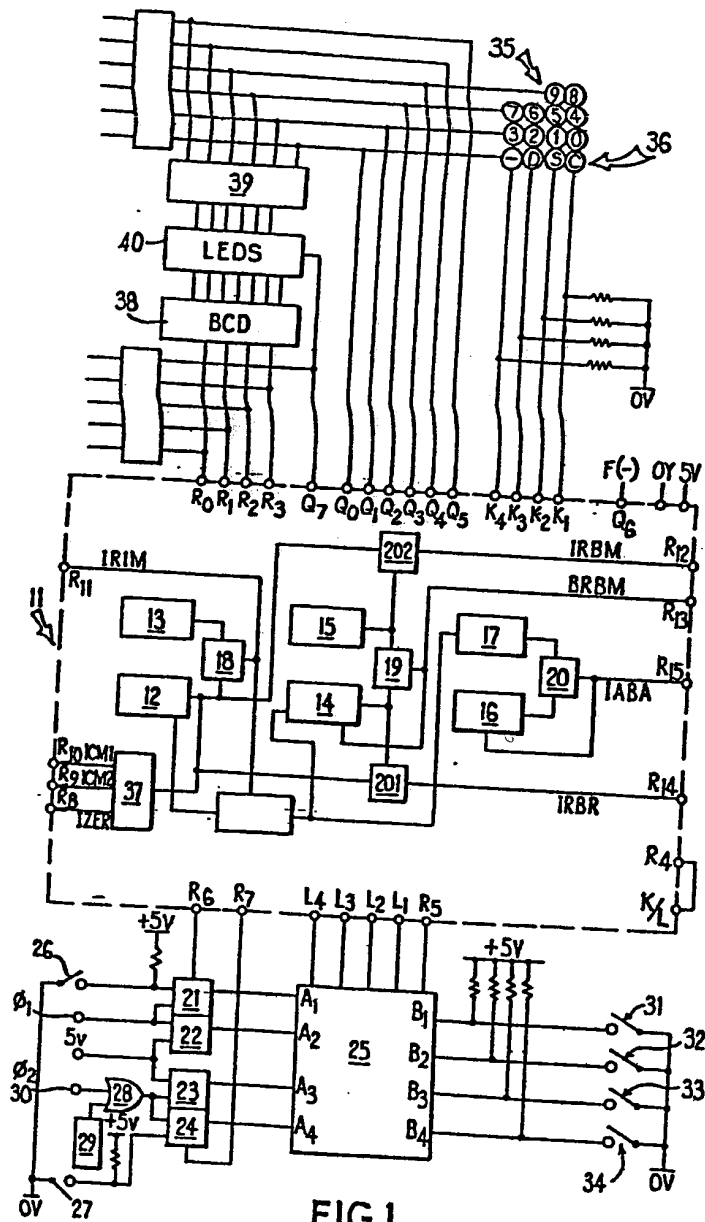 35
9 8
7 6 5 4
3 2 1 0
36
− D S C
39
40
LEDS
38
BCD
0V
F(-) 0Y 5V
R0 R1 R2 R3 Q7 Q0 Q1 Q2 Q3 Q4 Q5 K4 K3 K2 K1 Q6
11
R11
IRIM
202
IRBM
R12
13
15
BRBM
R13
18
17
19
20
12
14
16
IABA
R15
R10 ICM1
R9 ICM2
R8
IZER
37
201
IRBR
R14
R4
K/L
R6 R7 L4 L3 L2 L1 R5
+5V
+5V
26
21
A1
B1
31
Ø1
22
A2
25
B2
32
5V
Ø2
30
28
23
A3
B3
33
29
+5V
24
A4
B4
34
0V
27
0V
FIG.1